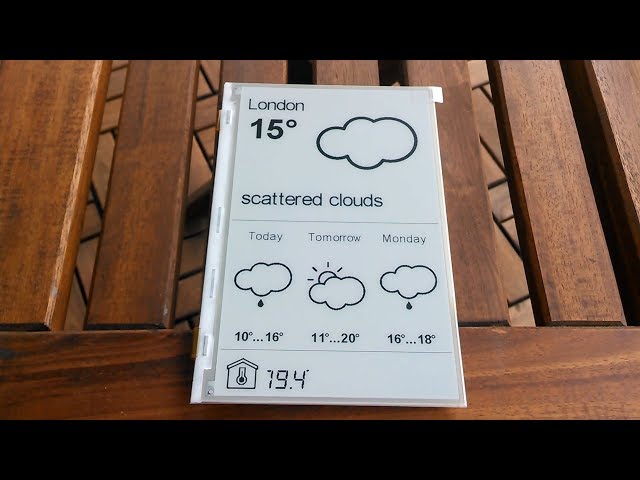 London
15°
scattered clouds
Today Tomorrow Monday
10°...16° 11°...20° 16°...18°
19.4